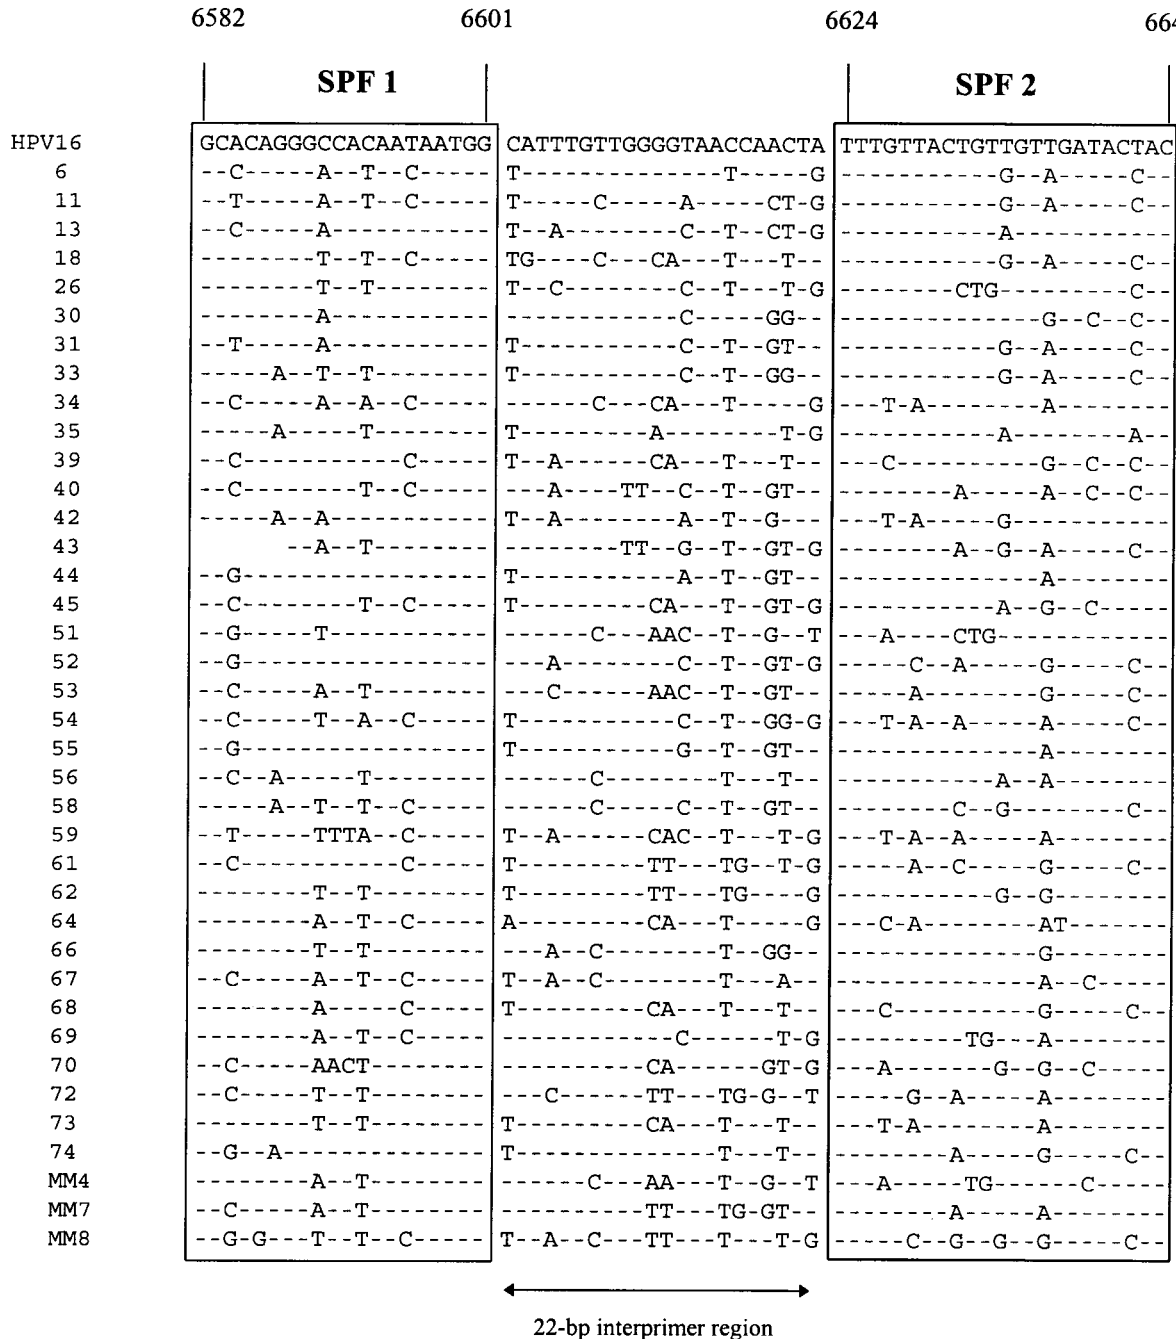 6582 6601 6624 664
SPF 1 SPF 2
HPV16 GCACAGGGCCACAATAATGG CATTTGTTGGGGTAACCAACTA TTTGTTACTGTTGTTGATACTAC
6 --C-----A--T--C----- T--------------T-----G -----------G--A-----C--
11 --T-----A--T--C----- T-----C-----A-----CT-G -----------G--A-----C--
13 --C-----A----------- T--A--------C--T--CT-G -----------A-----------
18 --------T--T--C----- TG----C---CA---T---T-- -----------G--A-----C--
26 --------T--T-------- T--C--------C--T---T-G --------CTG---------C--
30 --------A----------- ------------C-----GG-- --------------G--C--C--
31 --T-----A----------- T-----------C--T--GT-- -----------G--A-----C--
33 -----A--T--T-------- T-----------C--T--GG-- -----------G--A-----C--
34 --C-----A--A--C----- ------C---CA---T-----G ---T-A--------A--------
35 -----A-----T-------- T---------A--------T-G -----------A--------A--
39 --C-----------C----- T--A------CA---T---T-- ---C----------G--C--C--
40 --C--------T--C----- ---A----TT--C--T--GT-- --------A-----A--C--C--
42 -----A--A----------- T--A--------A--T--G--- ---T-A-----G-----------
43 --A--T-------- --------TT--G--T--GT-G --------A--G--A-----C--
44 --G----------------- T-----------A--T--GT-- --------------A--------
45 --C--------T--C----- T---------CA---T--GT-G -----------A--G--C-----
51 --G-----T----------- ------C---AAC--T--G--T ---A----CTG------------
52 --G----------------- ---A--------C--T--GT-G -----C--A-----G-----C--
53 --C-----A--T-------- ---C------AAC--T--GT-- -----A--------G-----C--
54 --C-----T--A--C----- T-----------C--T--GG-G ---T-A--A-----A-----C--
55 --G----------------- T-----------G--T--GT-- --------------A--------
56 --C--A-----T-------- ------C--------T---T-- -----------A--A--------
58 -----A--T--T--C----- ------C-----C--T--GT-- --------C--G--------C--
59 --T-----TTTA--C----- T--A------CAC--T---T-G ---T-A--A-----A--------
61 --C-----------C----- T---------TT---TG--T-G -----A--C-----G-----C--
62 --------T--T-------- T---------TT---TG----G -----------G--G--------
64 --------A--T--C----- A---------CA---T-----G ---C-A--------AT-------
66 --------T--T-------- ---A--C--------T--GG-- --------------G--------
67 --C-----A--T--C----- T--A--C--------T---A-- --------------A--C-----
68 --------A-----C----- T---------CA---T---T-- ---C----------G-----C--
69 --------A--T--C----- ------------C------T-G ---------TG---A--------
70 --C-----AACT-------- ----------CA------GT-G ---A-------G--G--C-----
72 --C-----T--T-------- ---C------TT---TG-G--T -----G--A-----A--------
73 --------T--T-------- T---------CA---T---T-- ---T-A--------A--------
74 --G--A-------------- T--------------T---T-- --------A-----G-----C--
MM4 --------A--T-------- ------C---AA---T--G--T ---A-----TG------C-----
MM7 --C-----A--T-------- ----------TT---TG-GT-- --------A-----A--------
MM8 --G-G---T--T--C----- T--A--C---TT---T---T-G -----C--G--G--G-----C--
22-bp interprimer region